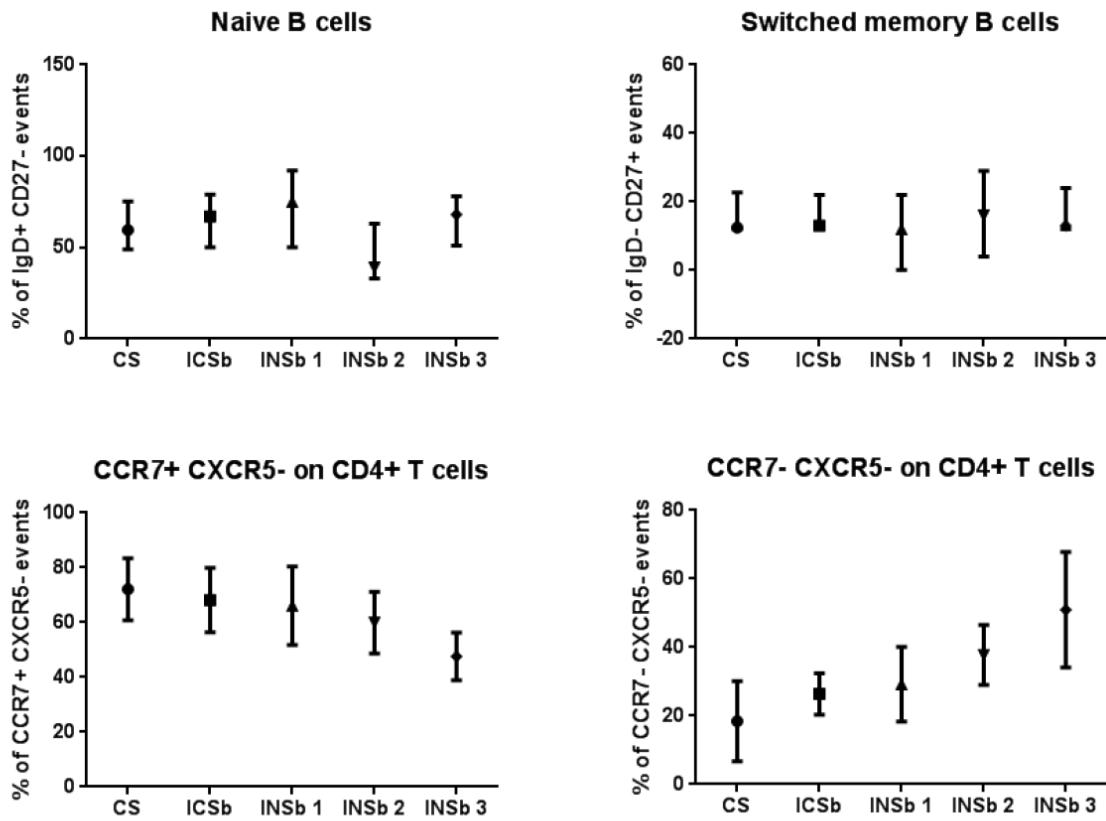 Naive B cells
% of IgD+ CD27- events
150
100
50
0
CS ICSb INSb 1 INSb 2 INSb 3
Switched memory B cells
% of IgD- CD27+ events
60
40
20
0
-20
CS ICSb INSb 1 INSb 2 INSb 3
CCR7+ CXCR5- on CD4+ T cells
% of CCR7+ CXCR5- events
100
80
60
40
20
0
CS ICSb INSb 1 INSb 2 INSb 3
CCR7- CXCR5- on CD4+ T cells
% of CCR7- CXCR5- events
80
60
40
20
0
CS ICSb INSb 1 INSb 2 INSb 3